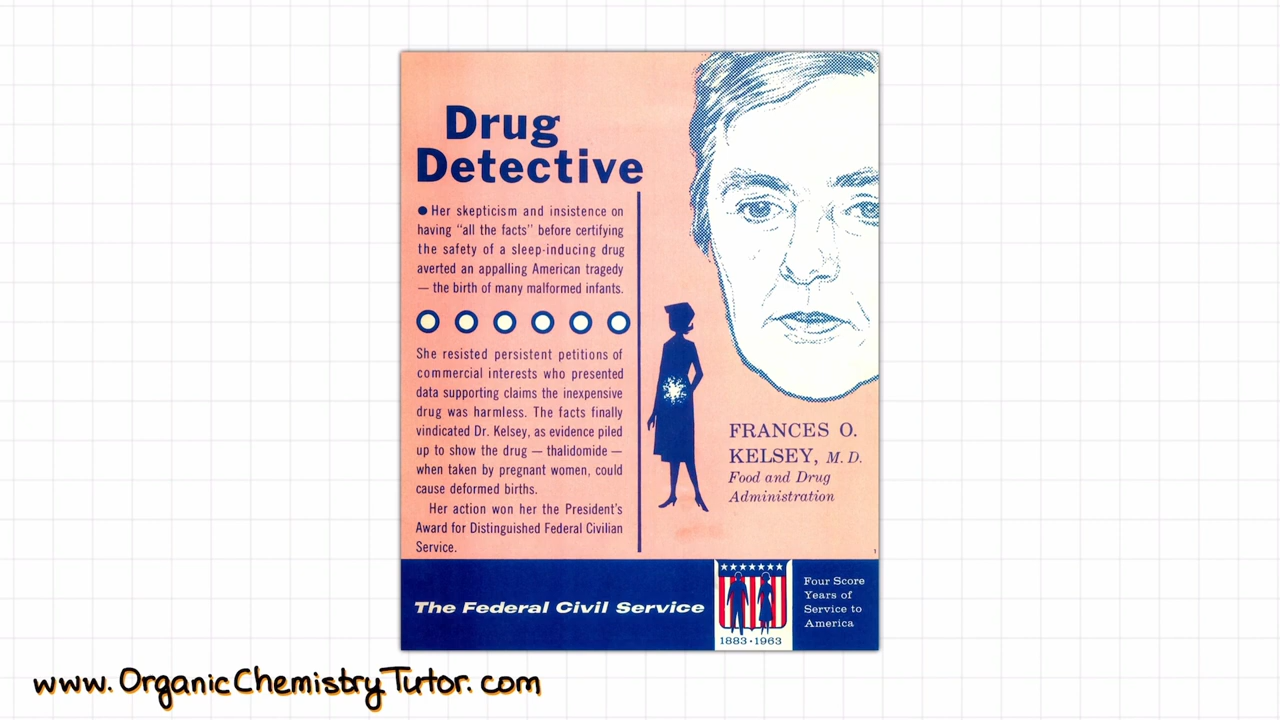 Drug
Detective
● Her skepticism and insistence on
having "all the facts" before certifying
the safety of a sleep-inducing drug
averted an appalling American tragedy
— the birth of many malformed infants.
She resisted persistent petitions of
commercial interests who presented
data supporting claims the inexpensive
drug was harmless. The facts finally
vindicated Dr. Kelsey, as evidence piled
up to show the drug — thalidomide —
when taken by pregnant women, could
cause deformed births.
Her action won her the President's
Award for Distinguished Federal Civilian
Service.
FRANCES O.
KELSEY, M. D.
Food and Drug
Administration
1
The Federal Civil Service
1883 · 1963
Four Score
Years of
Service to
America
www.OrganicChemistryTutor.com